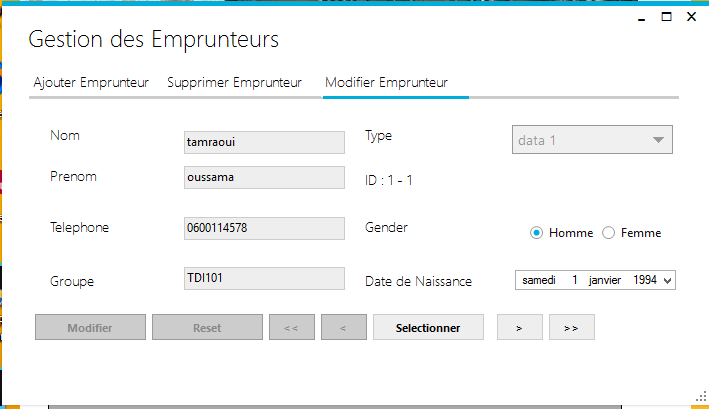 Gestion des Emprunteurs
Ajouter Emprunteur Supprimer Emprunteur Modifier Emprunteur
Nom tamraoui Type data 1
Prenom oussama ID : 1 - 1
Telephone 0600114578 Gender Homme Femme
Groupe TDI101 Date de Naissance samedi 1 janvier 1994
Modifier Reset << < Selectionner > >>